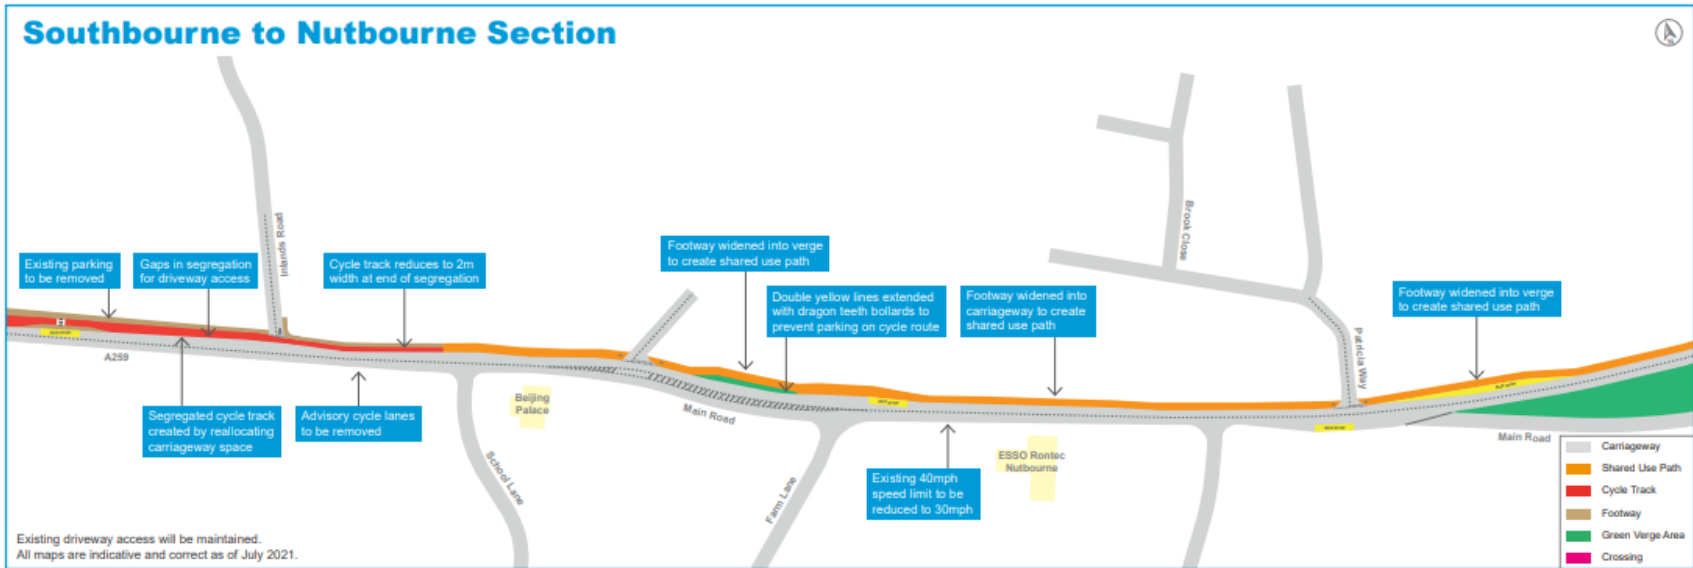 Southbourne to Nutbourne Section
Inlands Road
Brook Close
Existing parking
to be removed
Gaps in segregation
for driveway access
Cycle track reduces to 2m
width at end of segregation
Footway widened into verge
to create shared use path
Double yellow lines extended
with dragon teeth bollards to
prevent parking on cycle route
Footway widened into
carriageway to create
shared use path
Footway widened into verge
to create shared use path
Patricia Way
A259
Segregated cycle track
created by reallocating
carriageway space
Advisory cycle lanes
to be removed
Beijing
Palace
Main Road
School Lane
Farm Lane
Existing 40mph
speed limit to be
reduced to 30mph
ESSO Rontec
Nutbourne
Main Road
Carriageway
Shared Use Path
Cycle Track
Footway
Green Verge Area
Crossing
Existing driveway access will be maintained.
All maps are indicative and correct as of July 2021.